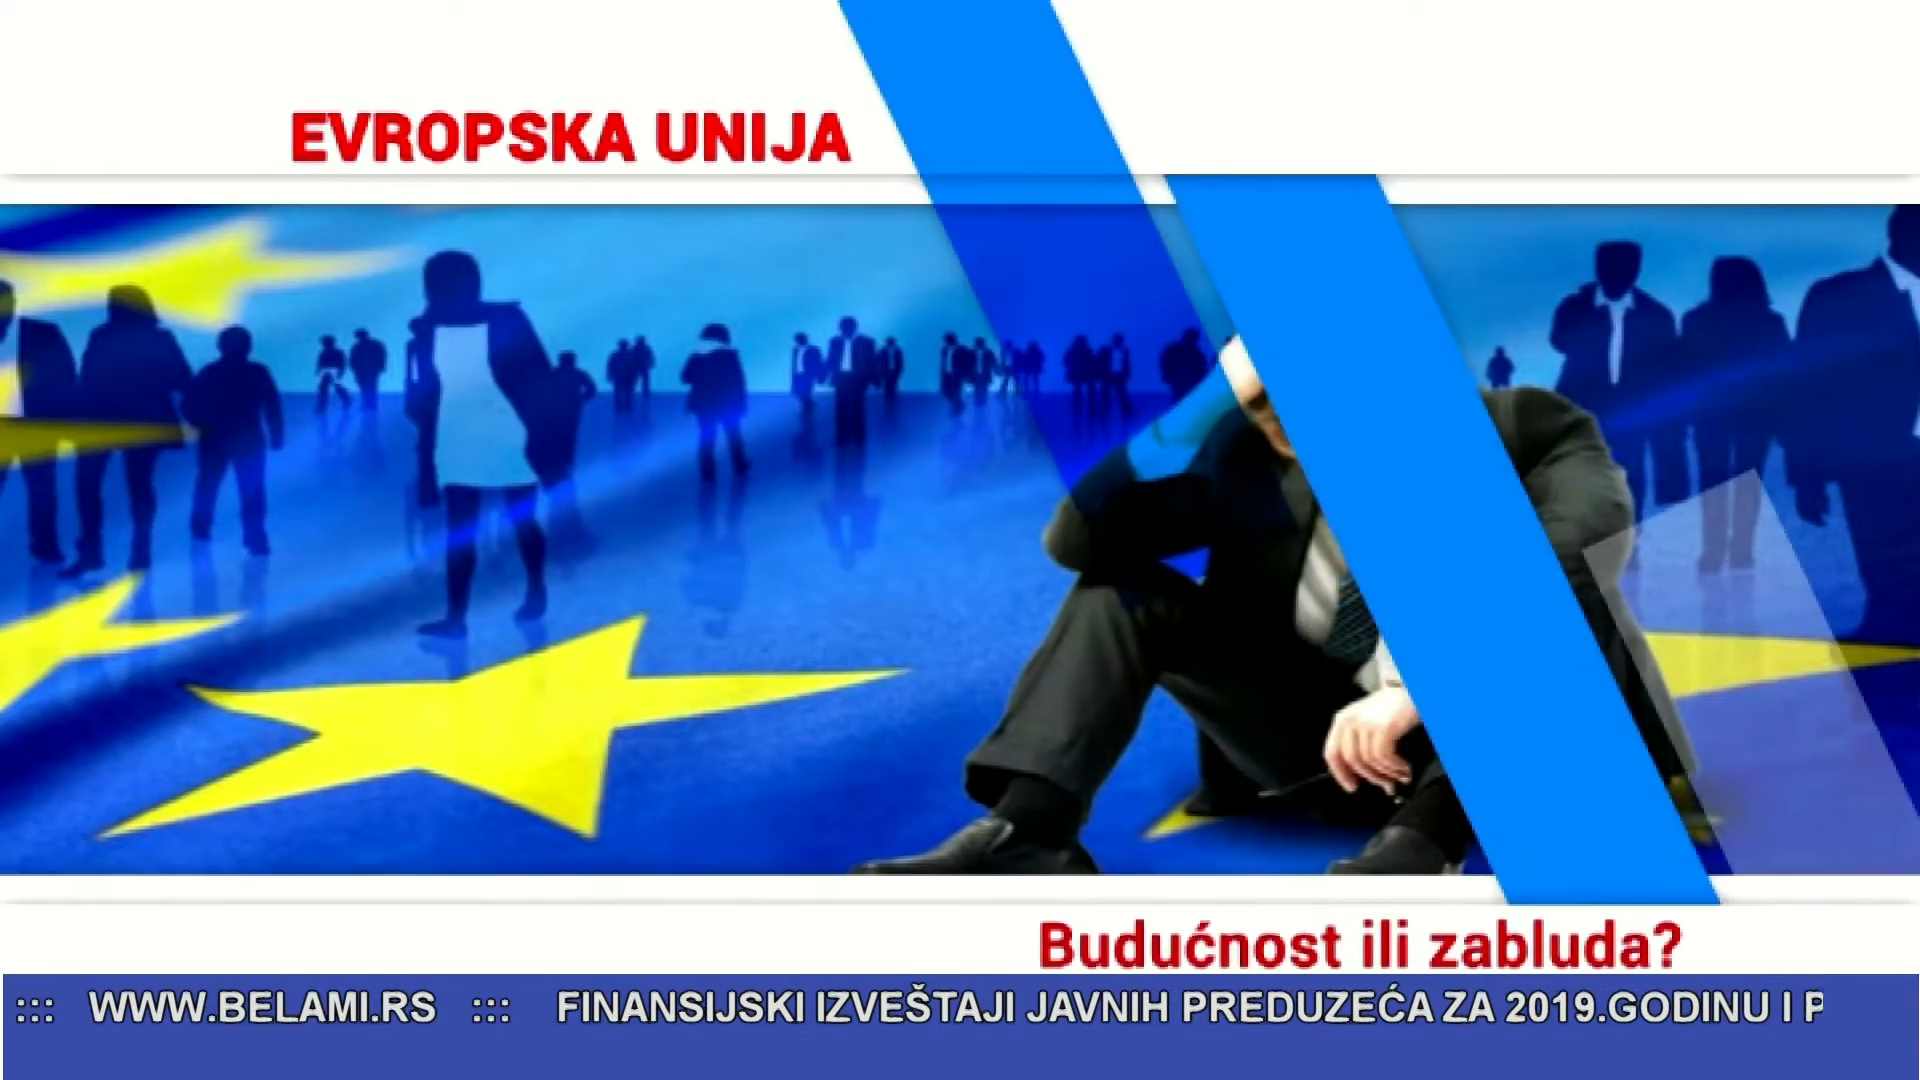 EVROPSKA UNIJA
Budućnost ili zabluda?
::: WWW.BELAMI.RS ::: FINANSIJSKI IZVEŠTAJI JAVNIH PREDUZEĆA ZA 2019.GODINU I